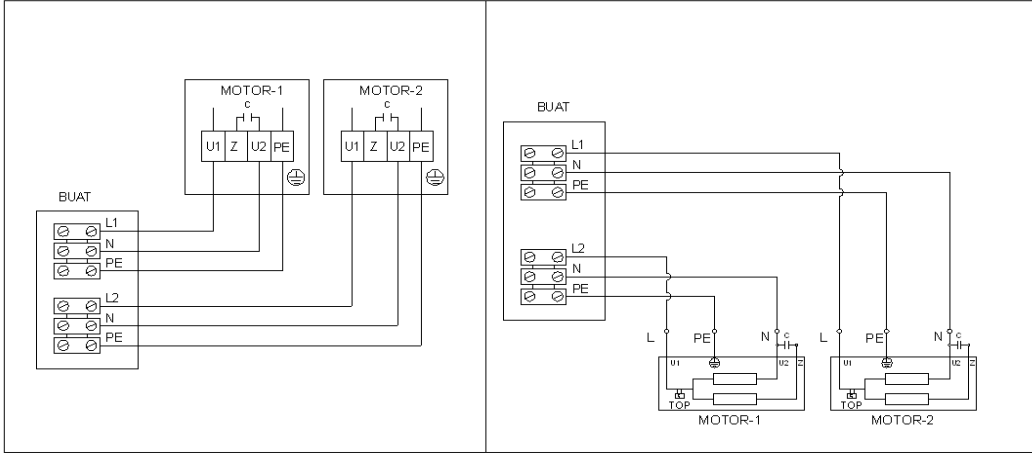 MOTOR-1
C
U1 Z U2 PE
MOTOR-2
C
U1 Z U2 PE
BUAT
L1
N
PE
L2
N
PE
BUAT
L1
N
PE
L2
N
PE
L PE N C
U1 U2 Z
TOP
MOTOR-1
L PE N C
U1 U2 Z
TOP
MOTOR-2